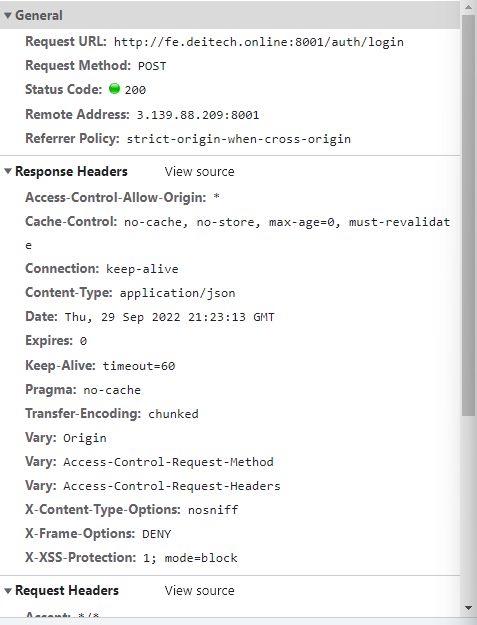 General
Request URL: http://fe.deitech.online:8001/auth/login
Request Method: POST
Status Code: 200
Remote Address: 3.139.88.209:8001
Referrer Policy: strict-origin-when-cross-origin
Response Headers View source
Access-Control-Allow-Origin: *
Cache-Control: no-cache, no-store, max-age=0, must-revalidat
e
Connection: keep-alive
Content-Type: application/json
Date: Thu, 29 Sep 2022 21:23:13 GMT
Expires: 0
Keep-Alive: timeout=60
Pragma: no-cache
Transfer-Encoding: chunked
Vary: Origin
Vary: Access-Control-Request-Method
Vary: Access-Control-Request-Headers
X-Content-Type-Options: nosniff
X-Frame-Options: DENY
X-XSS-Protection: 1; mode=block
Request Headers View source
Accept: */*